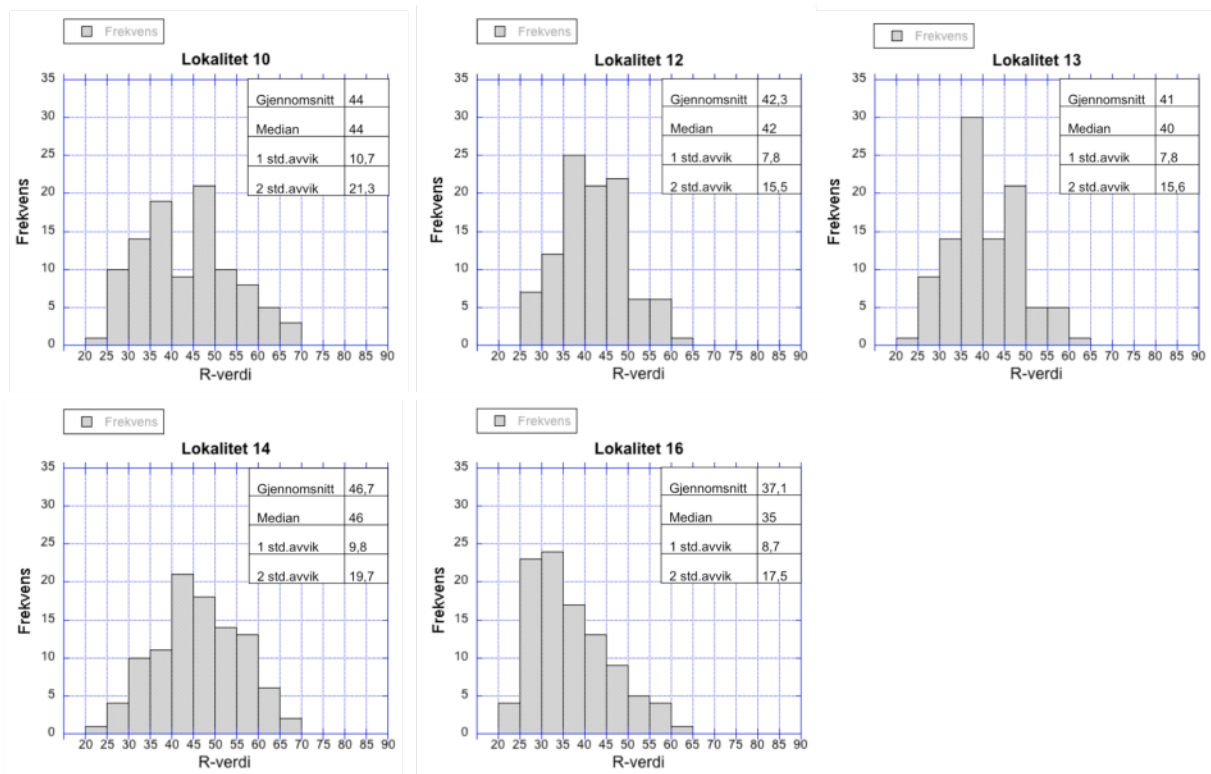 Frekvens
Lokalitet 10
Gjennomsnitt 44
Median 44
1 std.avvik 10,7
2 std.avvik 21,3
35
30
25
20
15
10
5
0
Frekvens
20 25 30 35 40 45 50 55 60 65 70 75 80 85 90
R-verdi
Frekvens
Lokalitet 12
Gjennomsnitt 42,3
Median 42
1 std.avvik 7,8
2 std.avvik 15,5
35
30
25
20
15
10
5
0
Frekvens
20 25 30 35 40 45 50 55 60 65 70 75 80 85 90
R-verdi
Frekvens
Lokalitet 13
Gjennomsnitt 41
Median 40
1 std.avvik 7,8
2 std.avvik 15,6
35
30
25
20
15
10
5
0
Frekvens
20 25 30 35 40 45 50 55 60 65 70 75 80 85 90
R-verdi
Frekvens
Lokalitet 14
Gjennomsnitt 46,7
Median 46
1 std.avvik 9,8
2 std.avvik 19,7
35
30
25
20
15
10
5
0
Frekvens
20 25 30 35 40 45 50 55 60 65 70 75 80 85 90
R-verdi
Frekvens
Lokalitet 16
Gjennomsnitt 37,1
Median 35
1 std.avvik 8,7
2 std.avvik 17,5
35
30
25
20
15
10
5
0
Frekvens
20 25 30 35 40 45 50 55 60 65 70 75 80 85 90
R-verdi